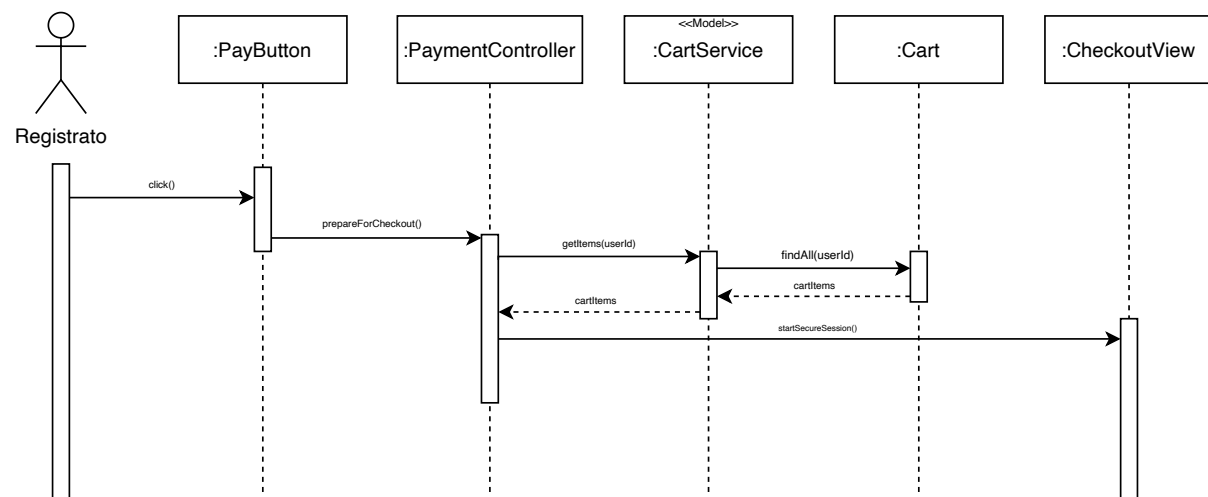 <<Model>>
:PayButton
:PaymentController
:CartService
:Cart
:CheckoutView
Registrato
click()
prepareForCheckout()
getItems(userId)
findAll(userId)
cartItems
cartItems
startSecureSession()